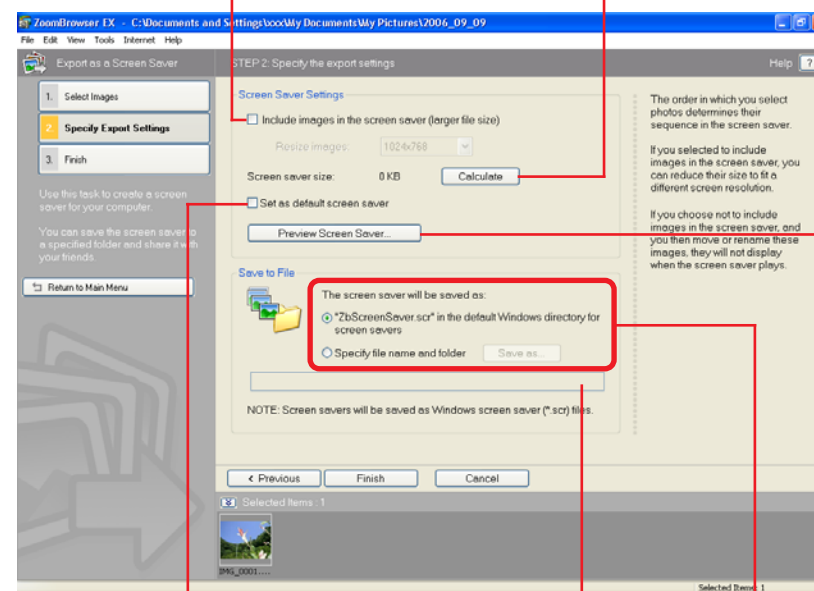 ZoomBrowser EX - C:\Documents and Settings\xxx\My Documents\My Pictures\2006_09_09
File Edit View Tools Internet Help
Export as a Screen Saver
STEP 2: Specify the export settings
Help ?
1. Select Images
2. Specify Export Settings
3. Finish
Use this task to create a screen
saver for your computer.
You can save the screen saver to
a specified folder and share it with
your friends.
Return to Main Menu
Screen Saver Settings
Include images in the screen saver (larger file size)
Resize images: 1024x768
Screen saver size: 0 KB Calculate
Set as default screen saver
Preview Screen Saver...
Save to File
The screen saver will be saved as:
"ZbScreenSaver.scr" in the default Windows directory for
screen savers
Specify file name and folder Save as...
NOTE: Screen savers will be saved as Windows screen saver (*.scr) files.
The order in which you select
photos determines their
sequence in the screen saver.
If you selected to include
images in the screen saver, you
can reduce their size to fit a
different screen resolution.
If you choose not to include
images in the screen saver, and
you then move or rename these
images, they will not display
when the screen saver plays.
< Previous Finish Cancel
Selected Items : 1
IMG_0001....
Selected Items: 1